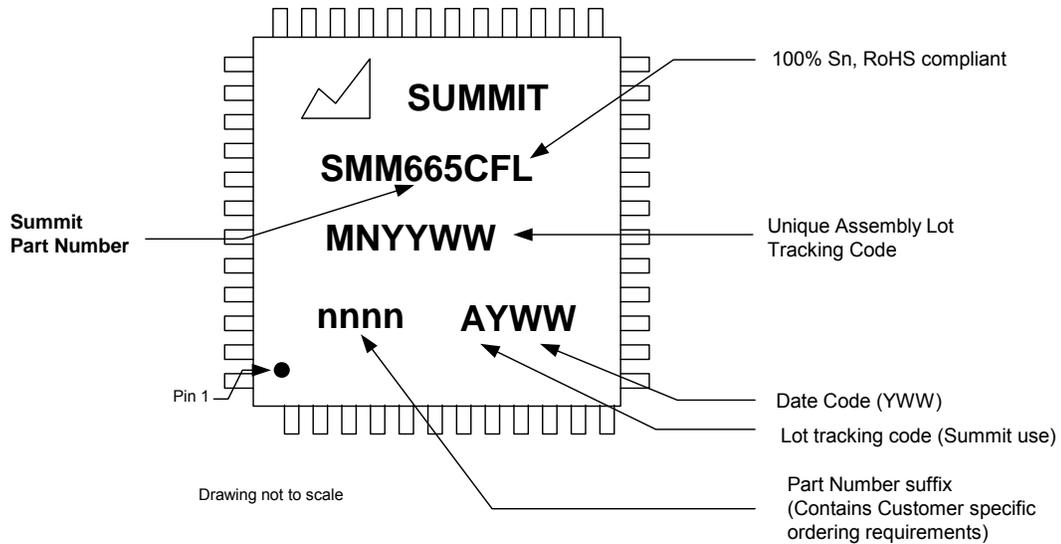 SUMMIT
100% Sn, RoHS compliant
SMM665CFL
Summit
Part Number
MNYYWW
Unique Assembly Lot
Tracking Code
nnnn
AYWW
Pin 1
Date Code (YWW)
Lot tracking code (Summit use)
Drawing not to scale
Part Number suffix
(Contains Customer specific
ordering requirements)